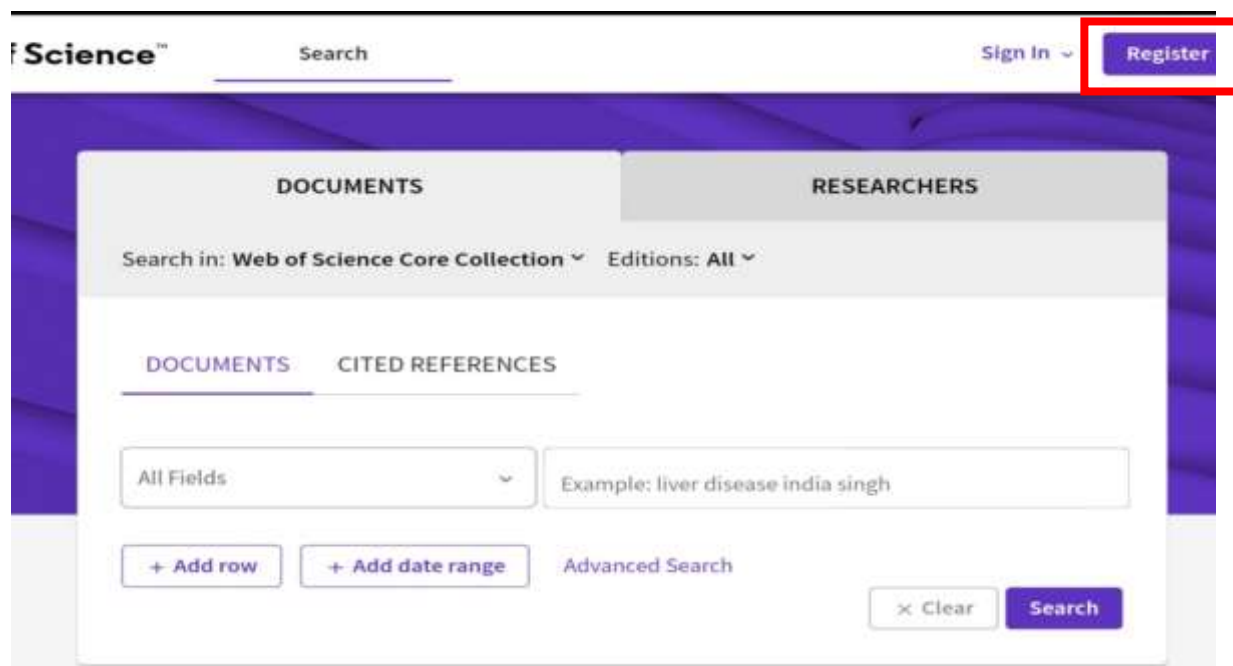 f Science™ Search Sign In Register
DOCUMENTS RESEARCHERS
Search in: Web of Science Core Collection Editions: All
DOCUMENTS CITED REFERENCES
All Fields Example: liver disease india singh
+ Add row + Add date range Advanced Search
× Clear Search